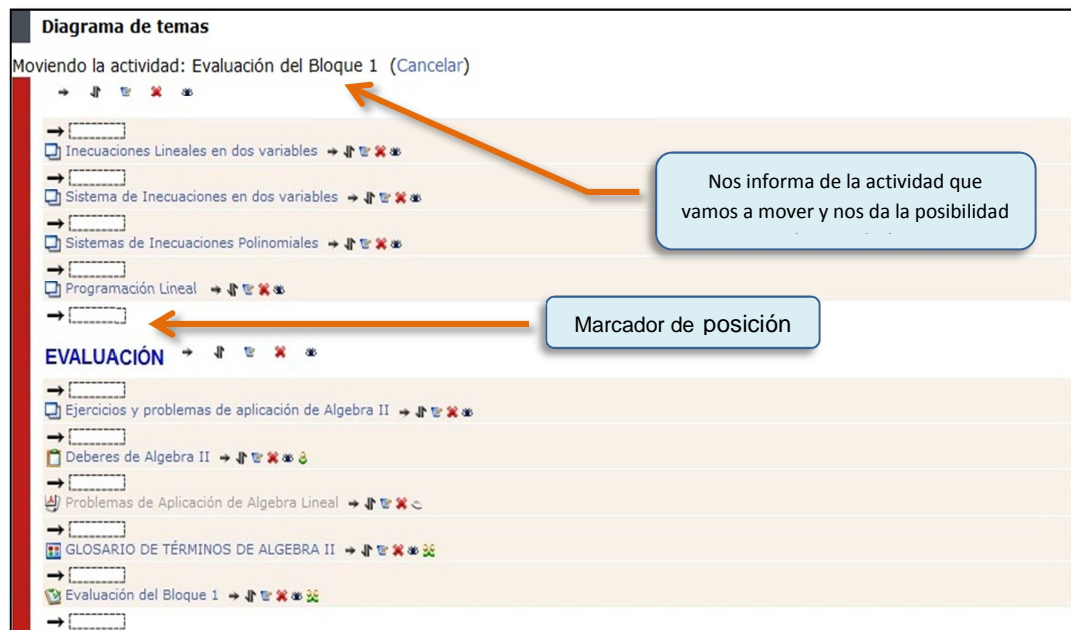 Diagrama de temas
Moviendo la actividad: Evaluación del Bloque 1 (Cancelar)
Inecuaciones Lineales en dos variables
Nos informa de la actividad que
vamos a mover y nos da la posibilidad
Sistema de Inecuaciones en dos variables
Sistemas de Inecuaciones Polinomiales
Programación Lineal
Marcador de posición
EVALUACIÓN
Ejercicios y problemas de aplicación de Algebra II
Deberes de Algebra II
Problemas de Aplicación de Algebra Lineal
GLOSARIO DE TÉRMINOS DE ALGEBRA II
Evaluación del Bloque 1